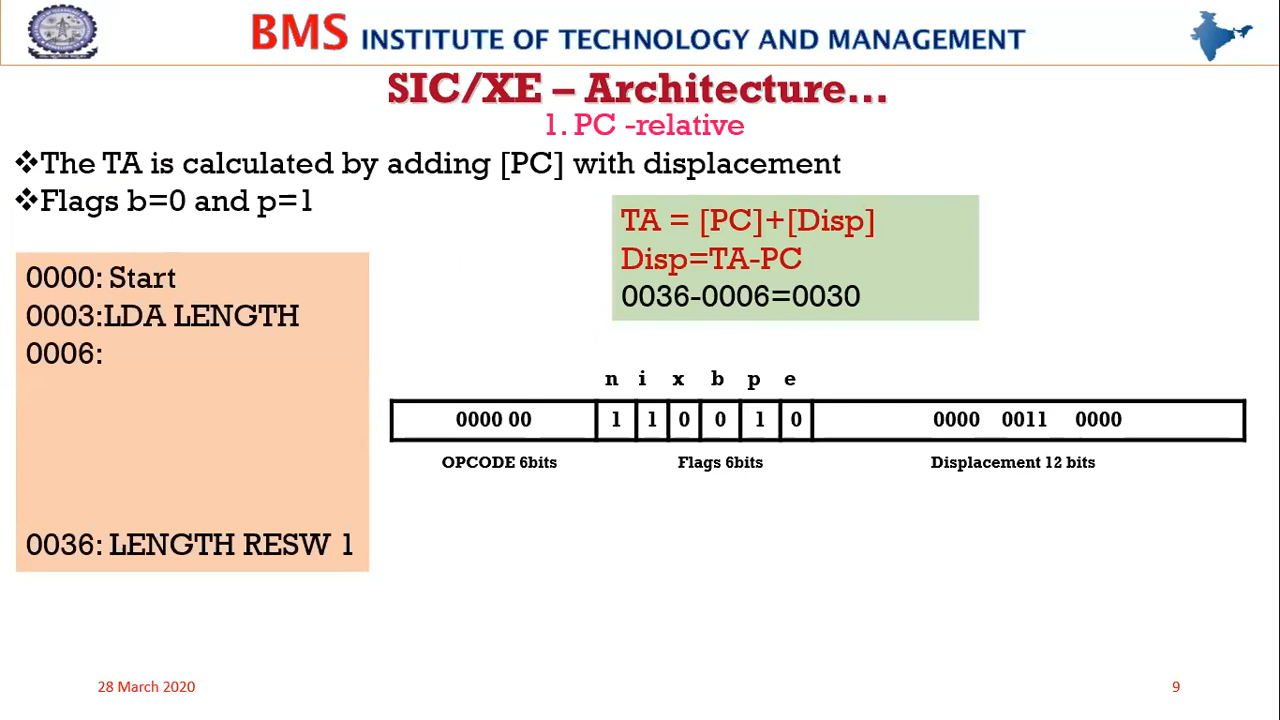 BMS INSTITUTE OF TECHNOLOGY AND MANAGEMENT
SIC/XE – Architecture...
1. PC -relative
❖The TA is calculated by adding [PC] with displacement
❖Flags b=0 and p=1
TA = [PC]+[Disp]
Disp=TA-PC
0036-0006=0030
0000: Start
0003:LDA LENGTH
0006:
0036: LENGTH RESW 1
n i x b p e
0000 00 1 1 0 0 1 0 0000 0011 0000
OPCODE 6bits Flags 6bits Displacement 12 bits
28 March 2020 9